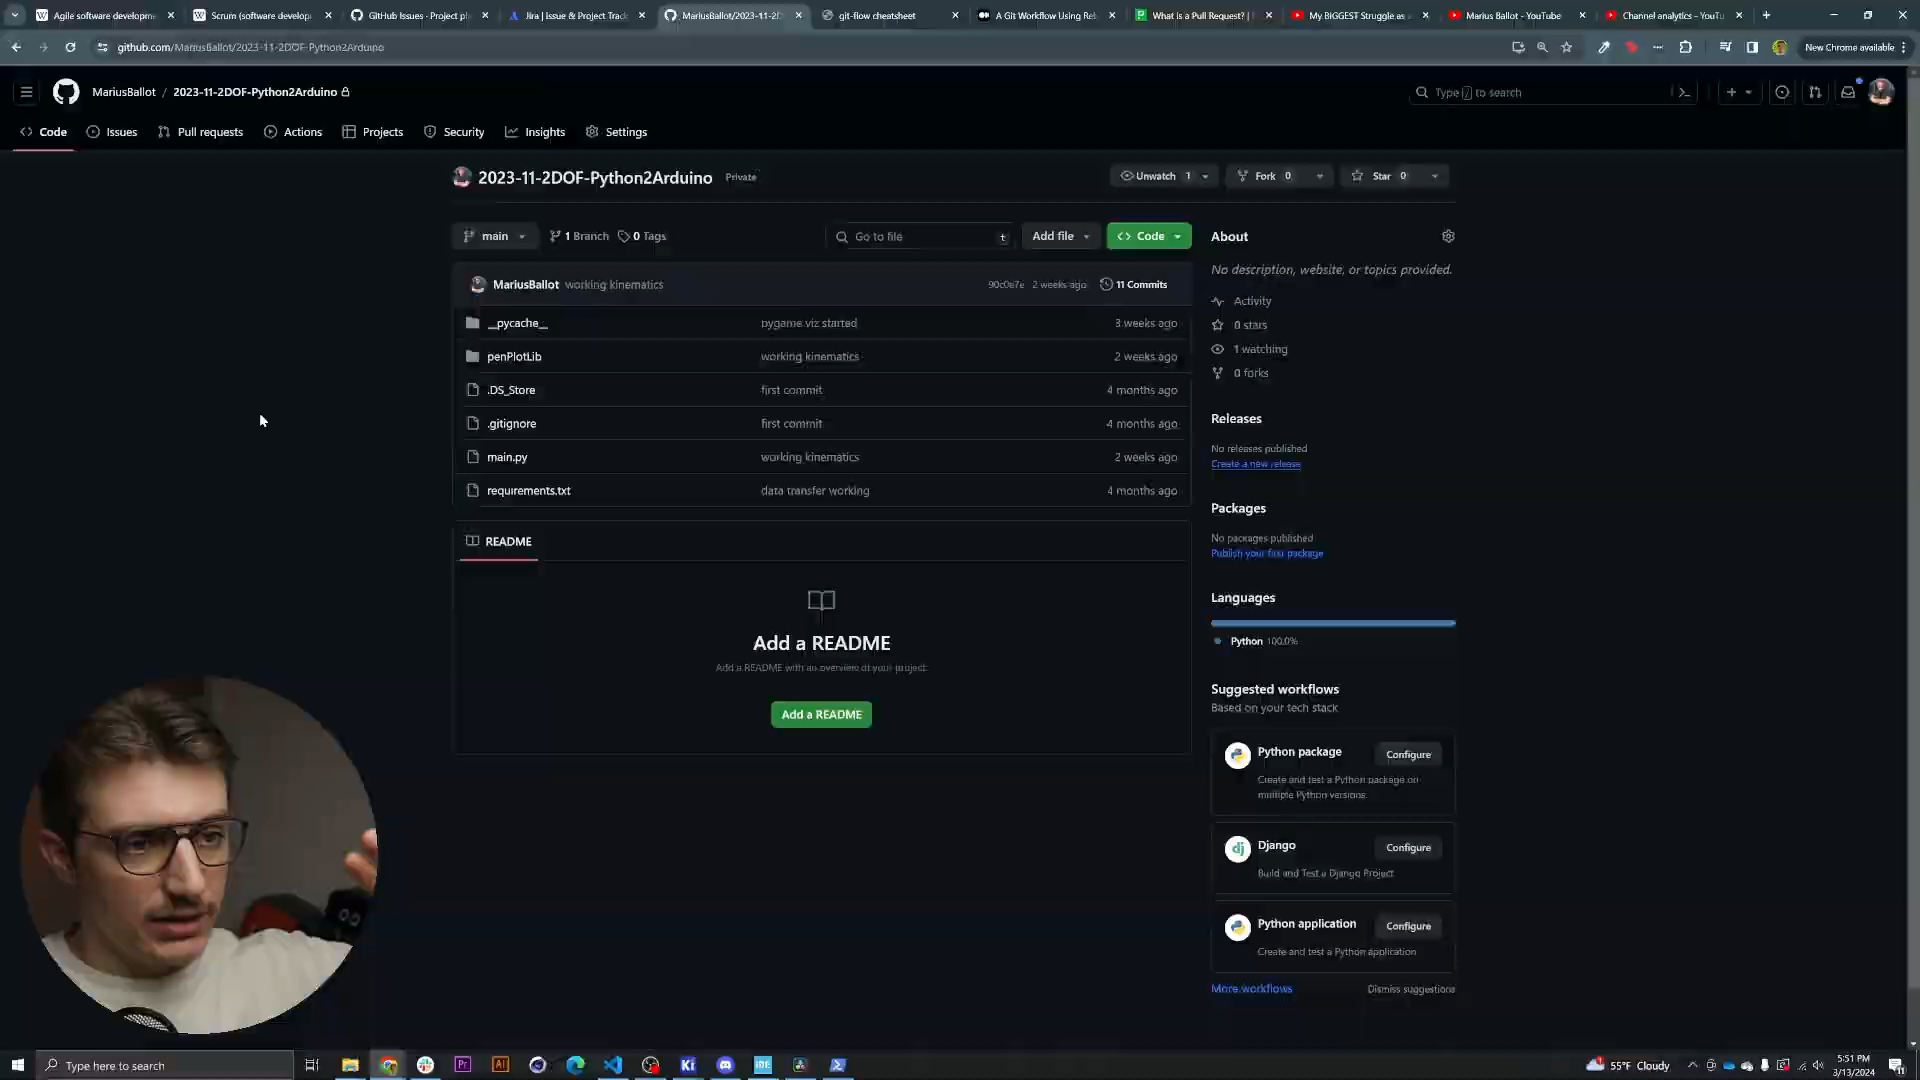 Agile software developm
Scrum (software develop
GitHub Issues · Project pl
Jira | Issue & Project Track
MariusBallot/2023-11-2D
git-flow cheatsheet
A Git Workflow Using Re
What Is a Pull Request? |
My BIGGEST Struggle as
Marius Ballot - YouTube
Channel analytics - YouTu
github.com/MariusBallot/2023-11-2DOF-Python2Arduino
New Chrome available
MariusBallot / 2023-11-2DOF-Python2Arduino
Type / to search
Code
Issues
Pull requests
Actions
Projects
Security
Insights
Settings
2023-11-2DOF-Python2Arduino Private
Unwatch 1
Fork 0
Star 0
main
1 Branch
0 Tags
Go to file
t
Add file
Code
MariusBallot working kinematics
2 weeks ago
11 Commits
__pycache__ pygame viz started 3 weeks ago
penPlotLib working kinematics 2 weeks ago
.DS_Store first commit 4 months ago
.gitignore first commit 4 months ago
main.py working kinematics 2 weeks ago
requirements.txt data transfer working 4 months ago
README
Add a README
Add a README with an overview of your project.
Add a README
About
No description, website, or topics provided.
Activity
0 stars
1 watching
0 forks
Releases
No releases published
Create a new release
Packages
No packages published
Publish your first package
Languages
Python 100.0%
Suggested workflows
Based on your tech stack
Python package
Configure
Create and test a Python package on
multiple Python versions.
Django
Configure
Build and Test a Django Project
Python application
Configure
Create and test a Python application
More workflows
Dismiss suggestions
Type here to search
Pr
Ai
Ki
55°F Cloudy
5:51 PM
3/13/2024